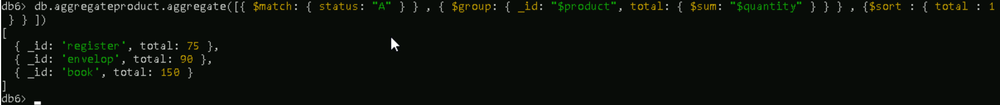 db6> db.aggregateproduct.aggregate([{ $match: { status: "A" } } , { $group: { _id: "$product", total: { $sum: "$quantity" } } } , {$sort : { total : 1
 } } ])
[
  { _id: 'register', total: 75 },
  { _id: 'envelop', total: 90 },
  { _id: 'book', total: 150 }
]
db6>